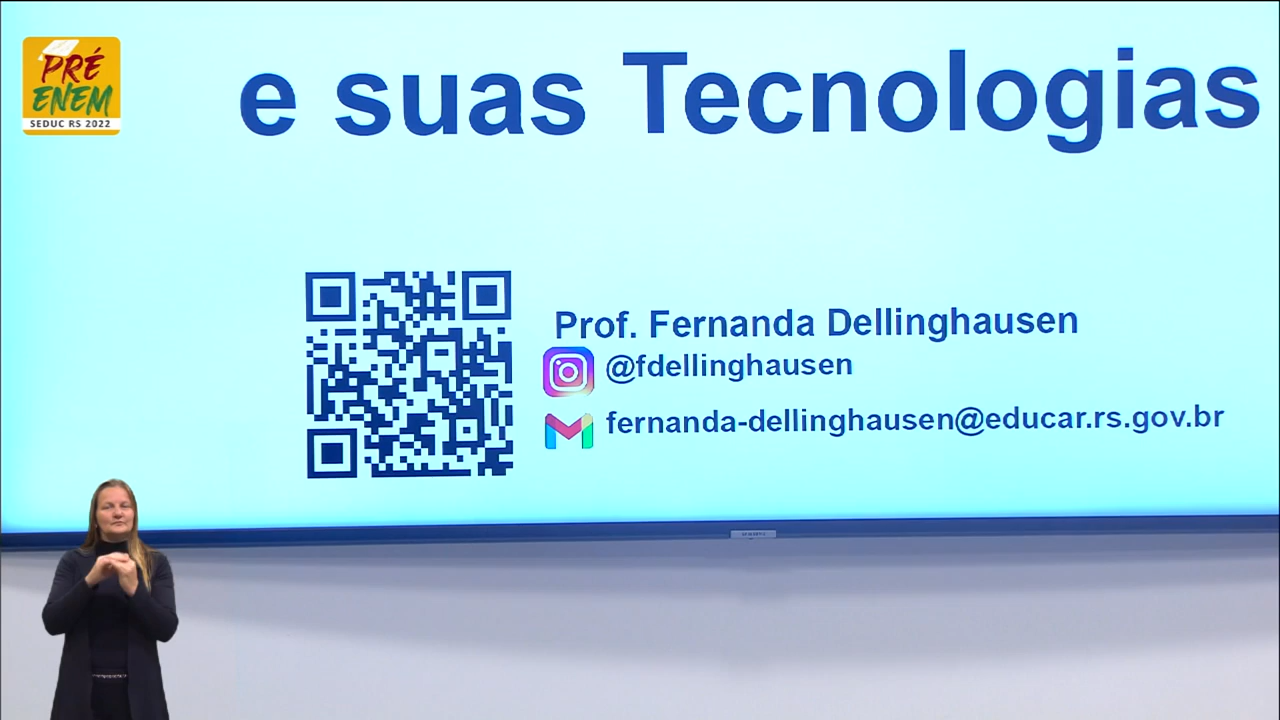 PRÉ
ENEM
SEDUC RS 2022
e suas Tecnologias
Prof. Fernanda Dellinghausen
@fdellinghausen
fernanda-dellinghausen@educar.rs.gov.br